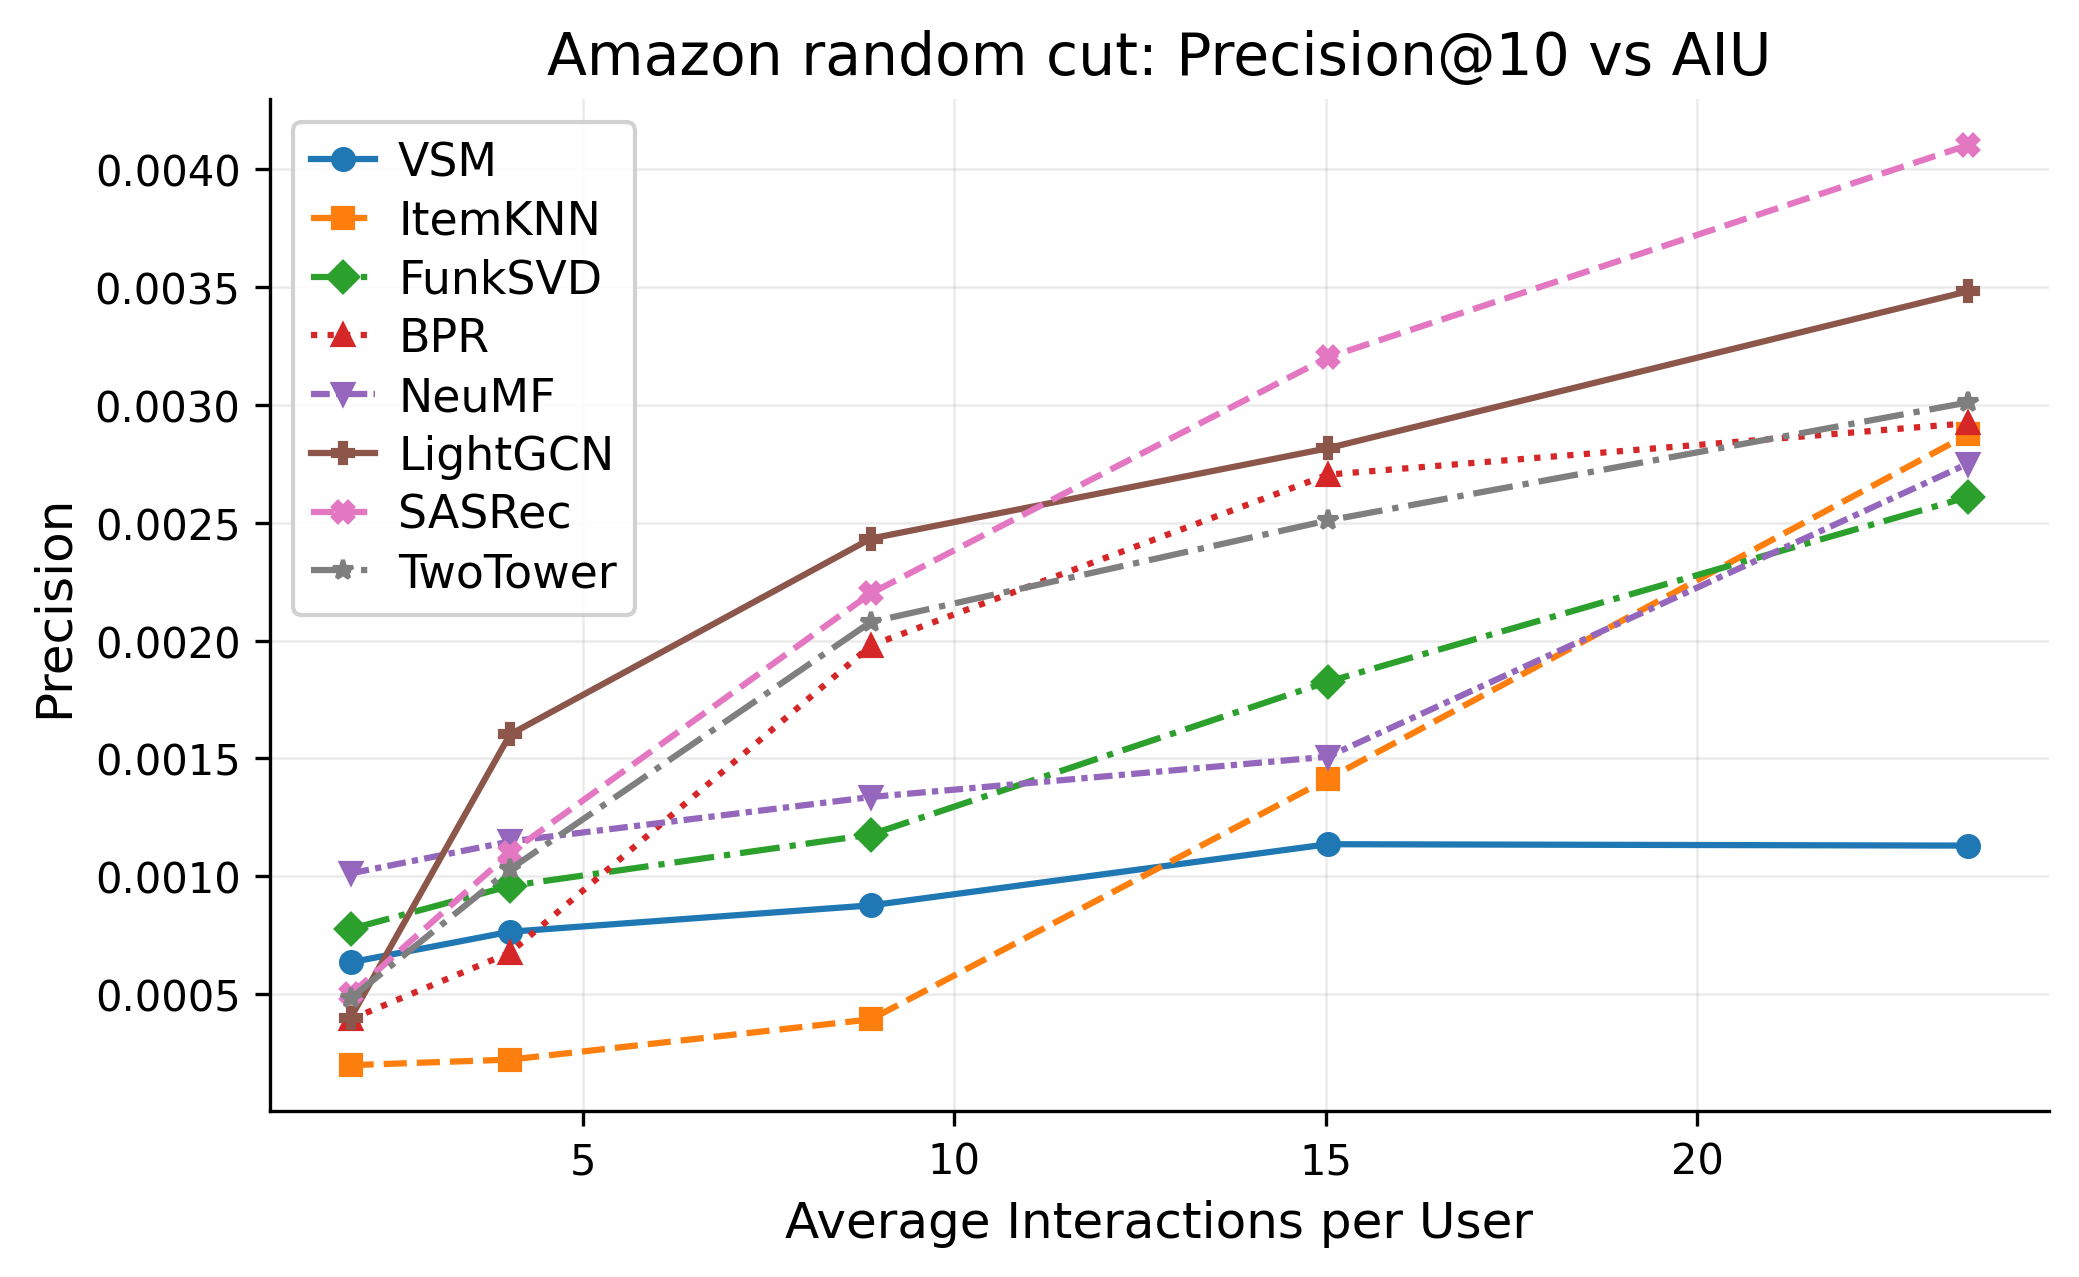 Amazon random cut: Precision@10 vs AIU
VSM
ItemKNN
FunkSVD
BPR
NeuMF
LightGCN
SASRec
TwoTower
Precision
0.0040
0.0035
0.0030
0.0025
0.0020
0.0015
0.0010
0.0005
5 10 15 20
Average Interactions per User